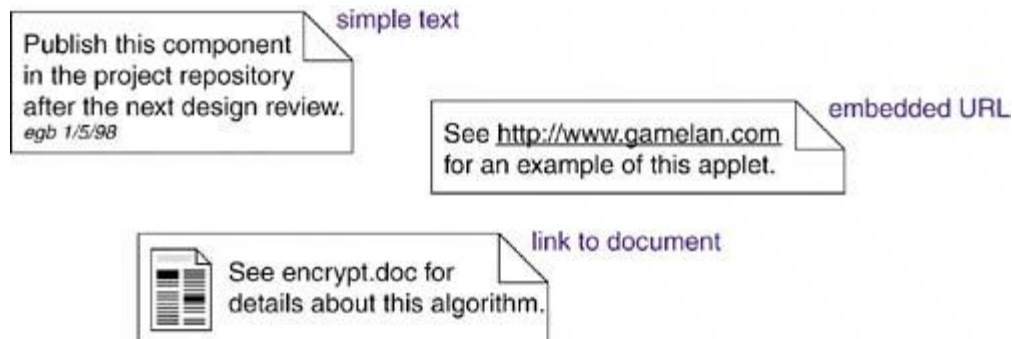 simple text
Publish this component
in the project repository
after the next design review.
egb 1/5/98
embedded URL
See http://www.gamelan.com
for an example of this applet.
link to document
See encrypt.doc for
details about this algorithm.